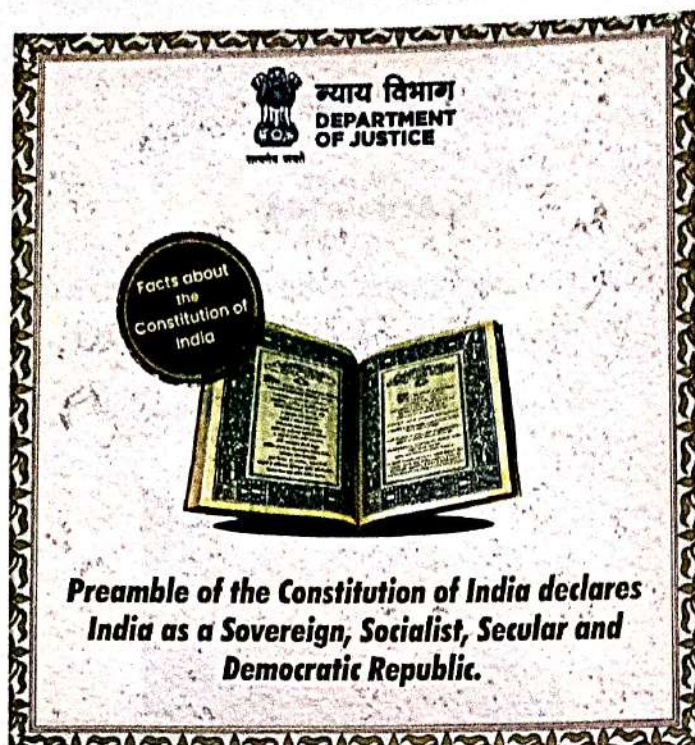 न्याय विभाग
DEPARTMENT
OF JUSTICE
सत्यमेव जयते
Facts about
the
Constitution of
India
Preamble of the Constitution of India declares
India as a Sovereign, Socialist, Secular and
Democratic Republic.